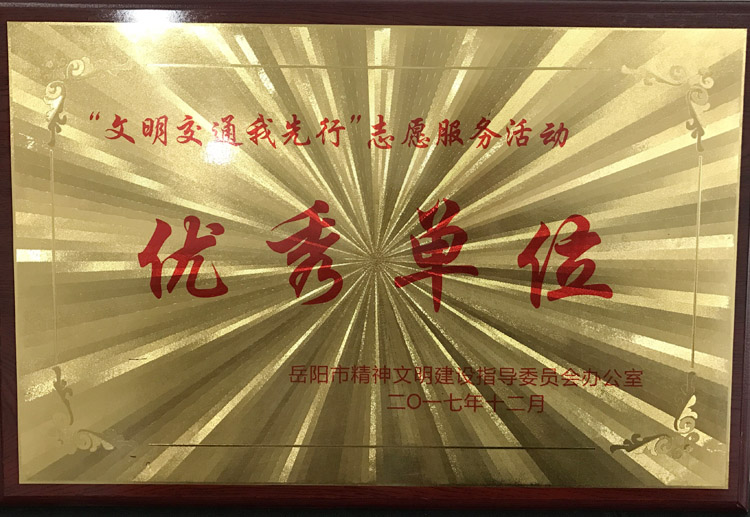 “文明交通我先行”志愿服务活动
优秀单位
岳阳市精神文明建设指导委员会办公室
二〇一七年十二月